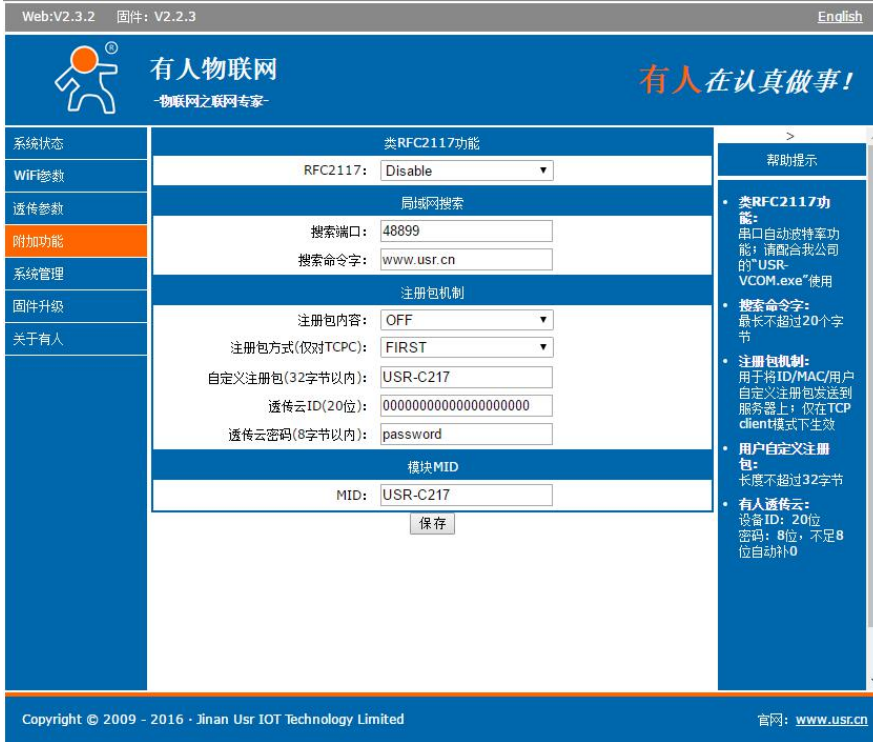 Web:V2.3.2 固件: V2.2.3 English
®
有人物联网
-物联网之联网专家-
有人在认真做事!
系统状态
WiFi参数
透传参数
附加功能
系统管理
固件升级
关于有人
类RFC2117功能
RFC2117: Disable
局域网搜索
搜索端口: 48899
搜索命令字: www.usr.cn
注册包机制
注册包内容: OFF
注册包方式(仅对TCPC): FIRST
自定义注册包(32字节以内): USR-C217
透传云ID(20位): 00000000000000000000
透传云密码(8字节以内): password
模块MID
MID: USR-C217
保存
>
帮助提示
• 类RFC2117功
能:
串口自动波特率功
能; 请配合我公司
的"USR-
VCOM.exe"使用
• 搜索命令字:
最长不超过20个字
节
• 注册包机制:
用于将ID/MAC/用户
自定义注册包发送到
服务器上; 仅在TCP
client模式下生效
• 用户自定义注册
包:
长度不超过32字节
• 有人透传云:
设备ID: 20位
密码: 8位, 不足8
位自动补0
Copyright © 2009 - 2016 · Jinan Usr IOT Technology Limited
官网: www.usr.cn